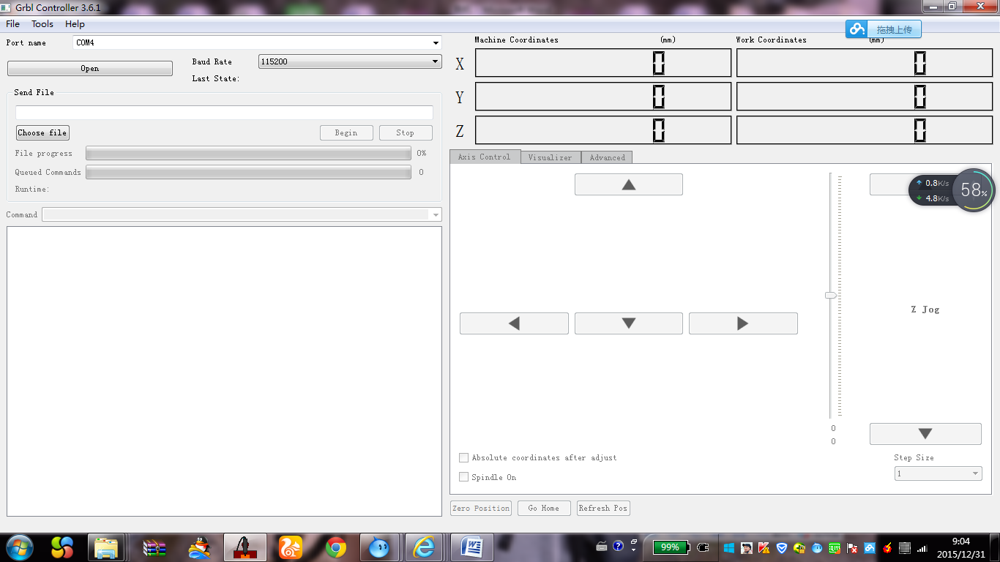 Grbl Controller 3.6.1
File Tools Help
拖拽上传
Port name COM4
Open
Baud Rate 115200
Last State:
Send File
Choose file Begin Stop
File progress 0%
Queued Commands 0
Runtime:
Command
Machine Coordinates (mm) Work Coordinates (mm)
X 0 0
Y 0 0
Z 0 0
Axis Control Visualizer Advanced
0.8K/s
4.8K/s
58%
Z Jog
0
0
Absolute coordinates after adjust
Spindle On
Step Size
1
Zero Position Go Home Refresh Pos
99%
9:04
2015/12/31